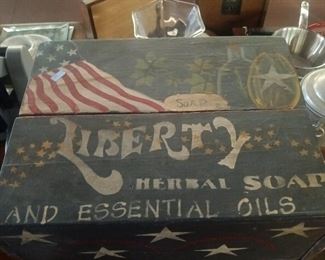 SOAP
LIBERTY
HERBAL SOAP
AND ESSENTIAL OILS